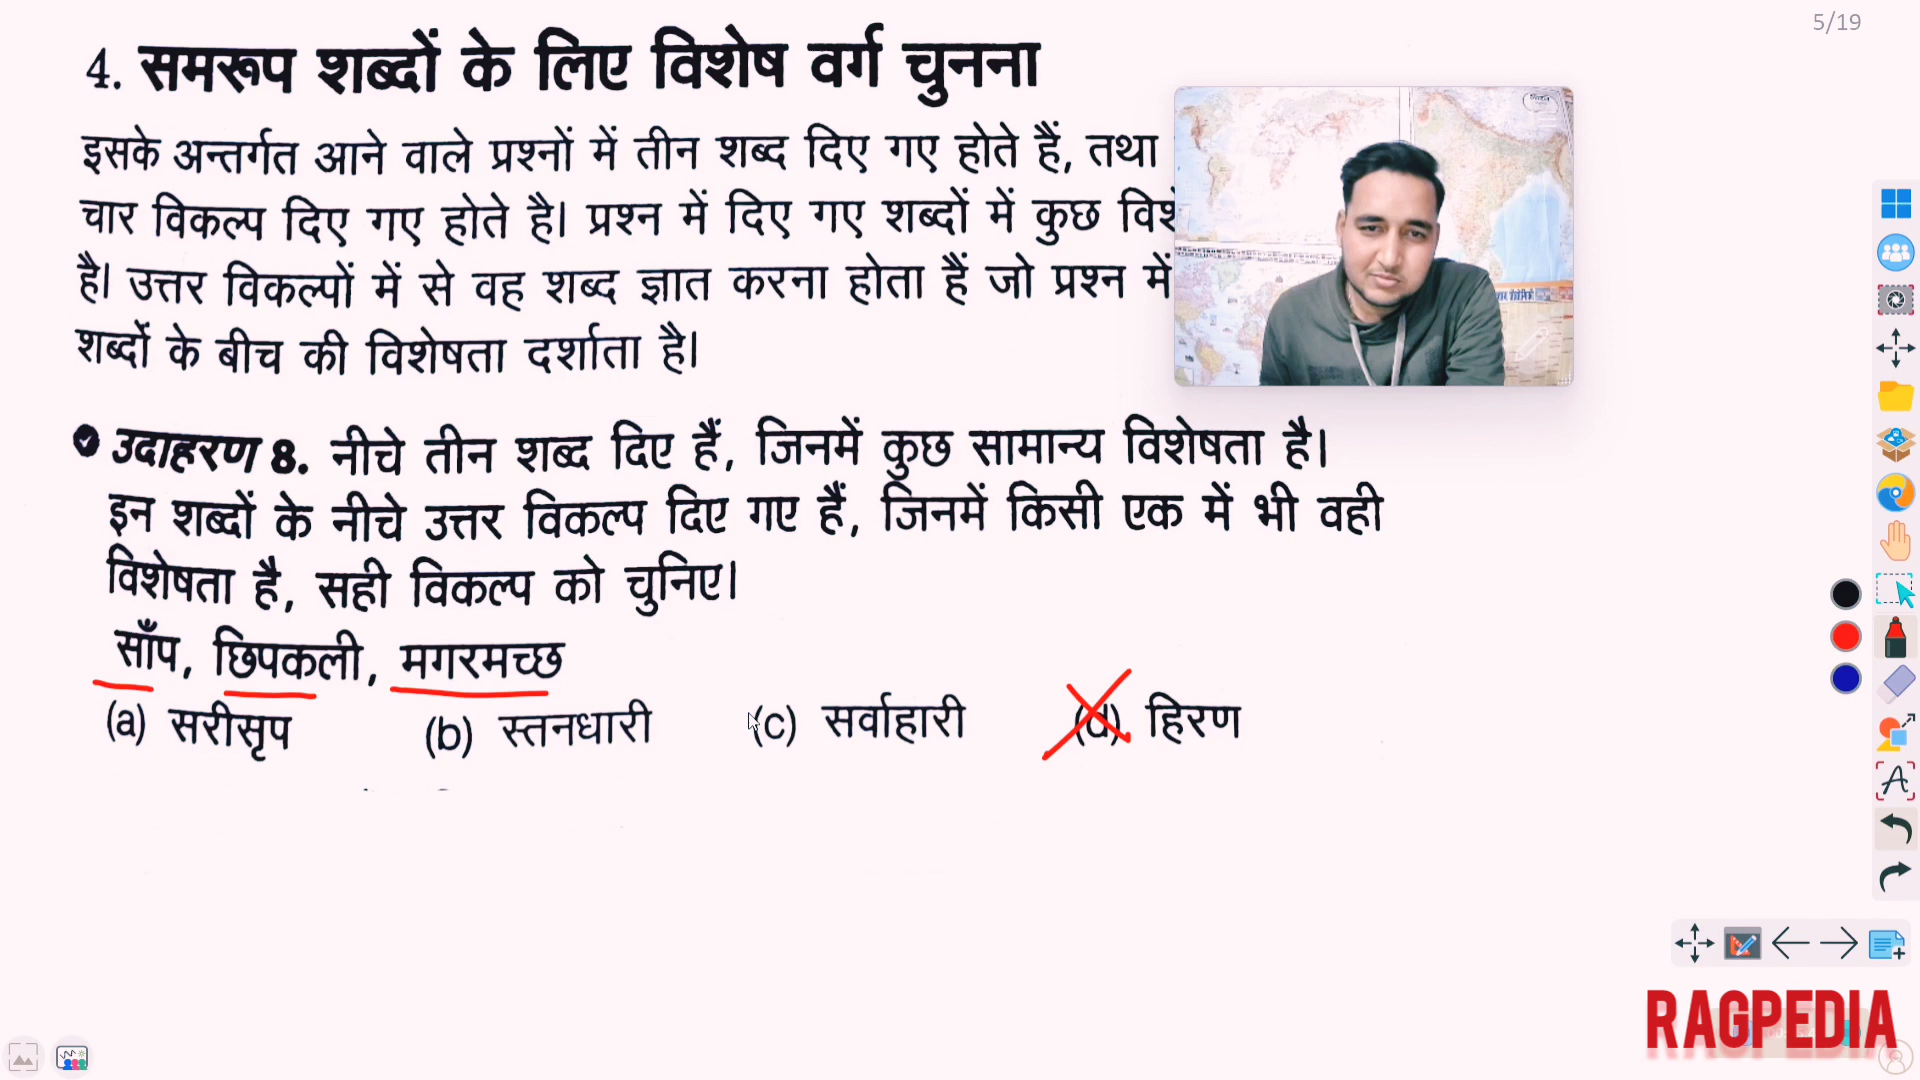 5/19
4. समरूप शब्दों के लिए विशेष वर्ग चुनना
इसके अन्तर्गत आने वाले प्रश्नों में तीन शब्द दिए गए होते हैं, तथा
चार विकल्प दिए गए होते है। प्रश्न में दिए गए शब्दों में कुछ
है। उत्तर विकल्पों में से वह शब्द ज्ञात करना होता हैं जो प्रश्न में
शब्दों के बीच की विशेषता दर्शाता है।
उदाहरण 8. नीचे तीन शब्द दिए हैं, जिनमें कुछ सामान्य विशेषता है।
इन शब्दों के नीचे उत्तर विकल्प दिए गए हैं, जिनमें किसी एक में भी वही
विशेषता है, सही विकल्प को चुनिए।
साँप, छिपकली, मगरमच्छ
(a) सरीसृप (b) स्तनधारी (c) सर्वाहारी (d) हिरण
RAGPEDIA